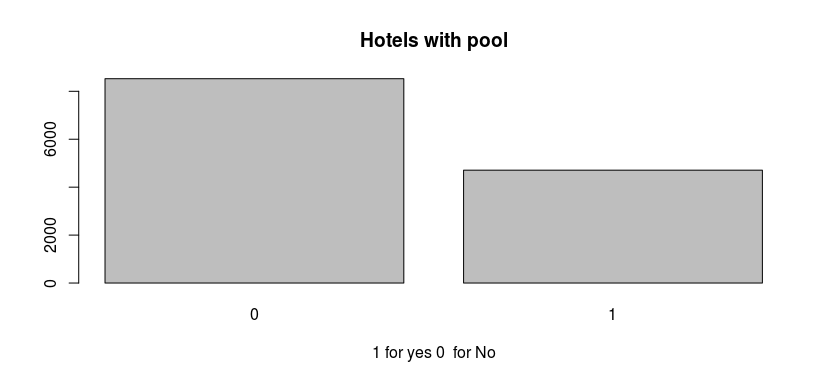 Hotels with pool
6000
2000
0
0 1
1 for yes 0  for No